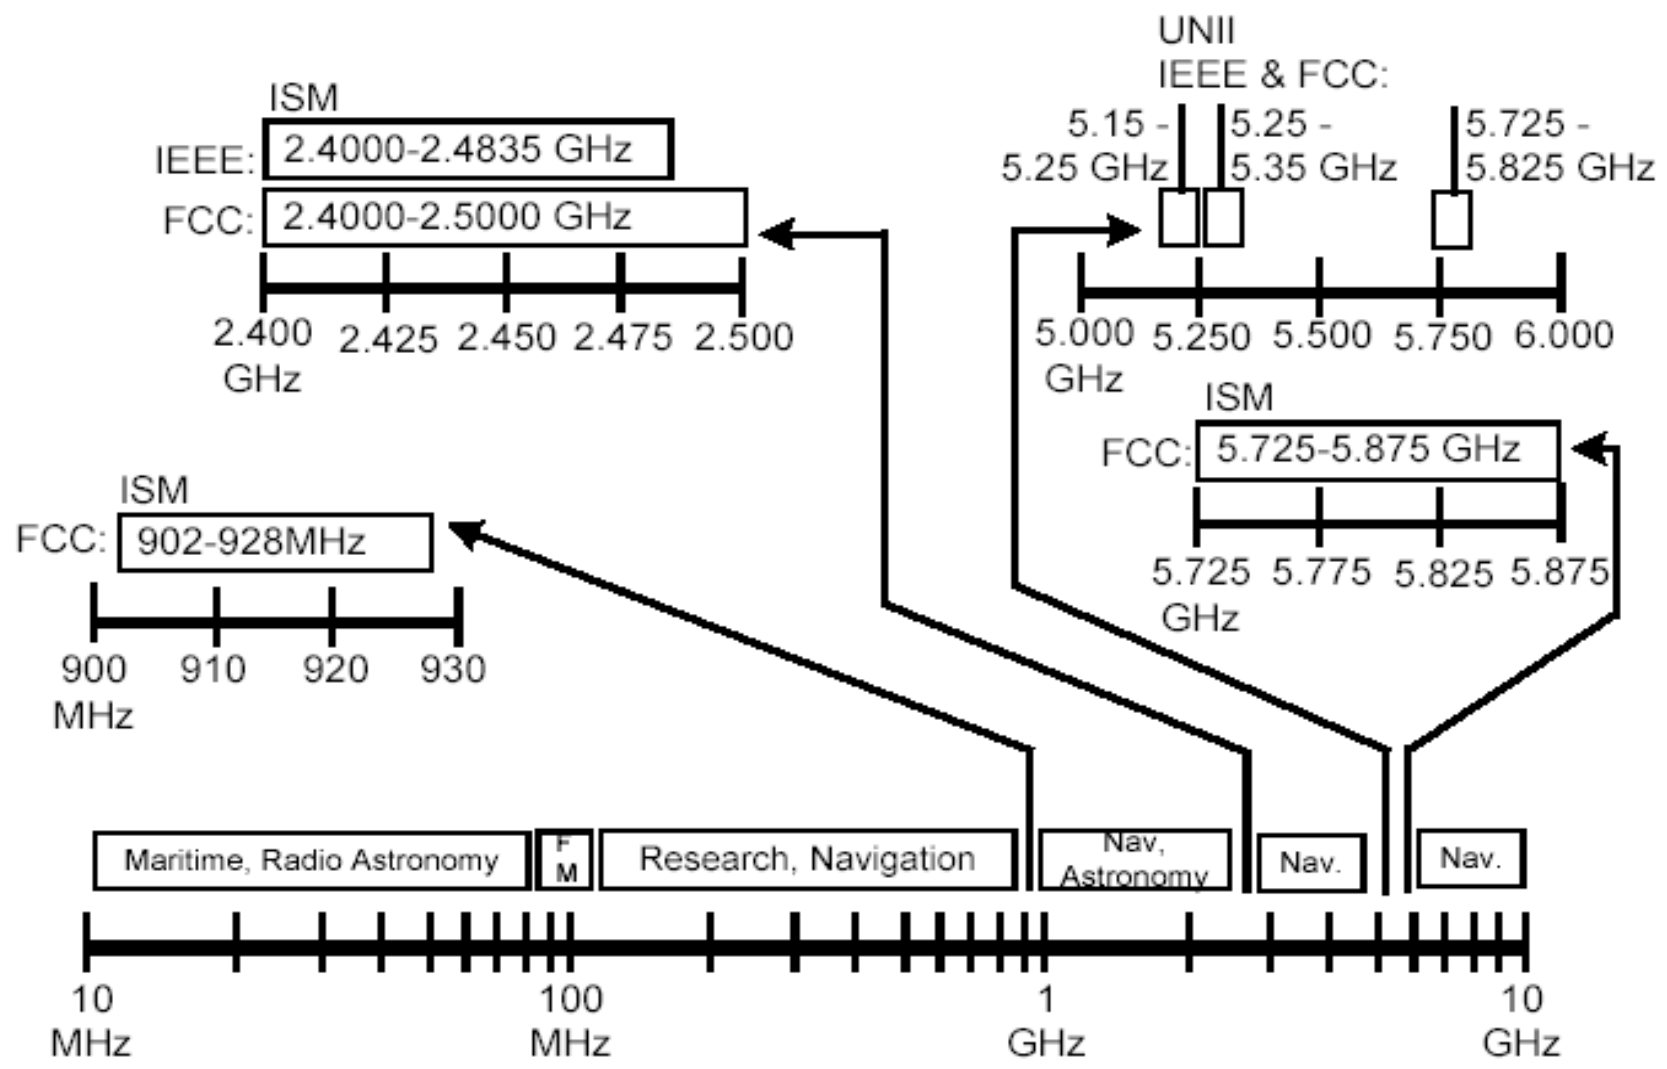 UNII
IEEE & FCC:
5.15 -
5.25 GHz
5.25 -
5.35 GHz
5.725 -
5.825 GHz
5.000 5.250 5.500 5.750 6.000
GHz
ISM
IEEE: 2.4000-2.4835 GHz
FCC: 2.4000-2.5000 GHz
2.400 2.425 2.450 2.475 2.500
GHz
ISM
FCC: 5.725-5.875 GHz
5.725 5.775 5.825 5.875
GHz
ISM
FCC: 902-928MHz
900 910 920 930
MHz
Maritime, Radio Astronomy
F
M
Research, Navigation
Nav,
Astronomy
Nav.
Nav.
10 100 1 10
MHz MHz GHz GHz